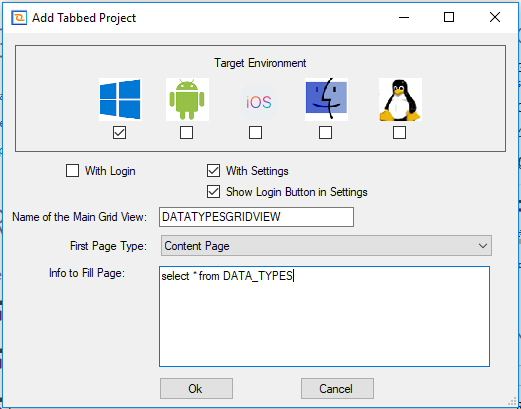 Add Tabbed Project
Target Environment
iOS
With Login
With Settings
Show Login Button in Settings
Name of the Main Grid View: DATATYPESGRIDVIEW
First Page Type: Content Page
Info to Fill Page: select * from DATA_TYPES
Ok Cancel